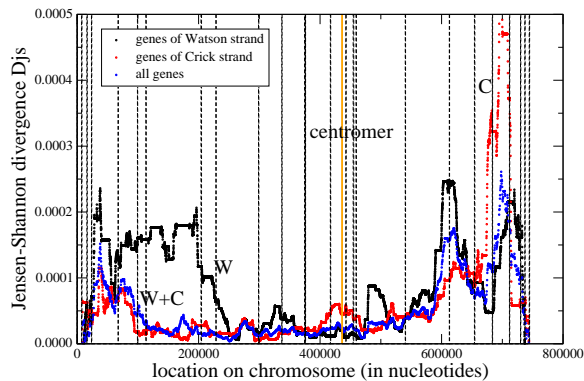 0.0005
genes of Watson strand
genes of Crick strand
all genes
0.0004
C
0.0003
centromer
0.0002
W
0.0001
W+C
0.0000
0
200000
400000
600000
800000
location on chromosome (in nucleotides)
Jensen-Shannon divergence Djs